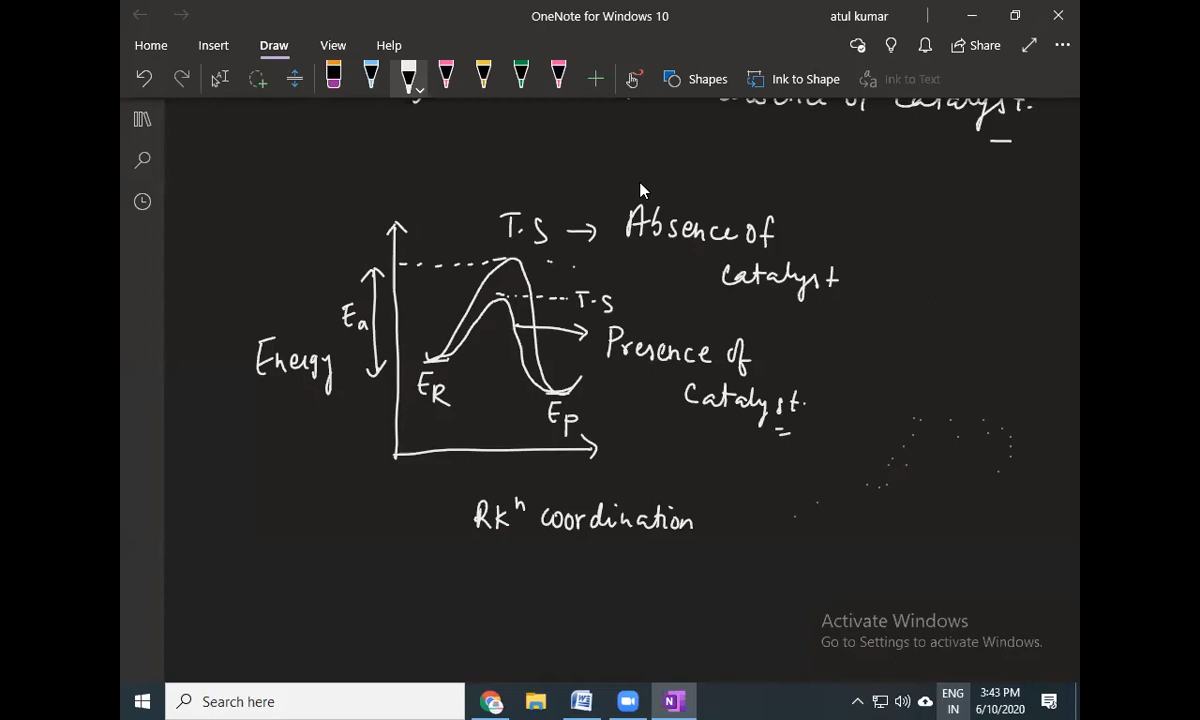 OneNote for Windows 10
atul kumar
Home Insert Draw View Help
Share
Shapes Ink to Shape Ink to Text
of Catalyst.
T.S → Absence of
Catalyst
T.S
Ea
Presence of
Energy
Catalyst.
ER
EP
Rkn coordination
Activate Windows
Go to Settings to activate Windows.
Search here
ENG
IN
3:43 PM
6/10/2020